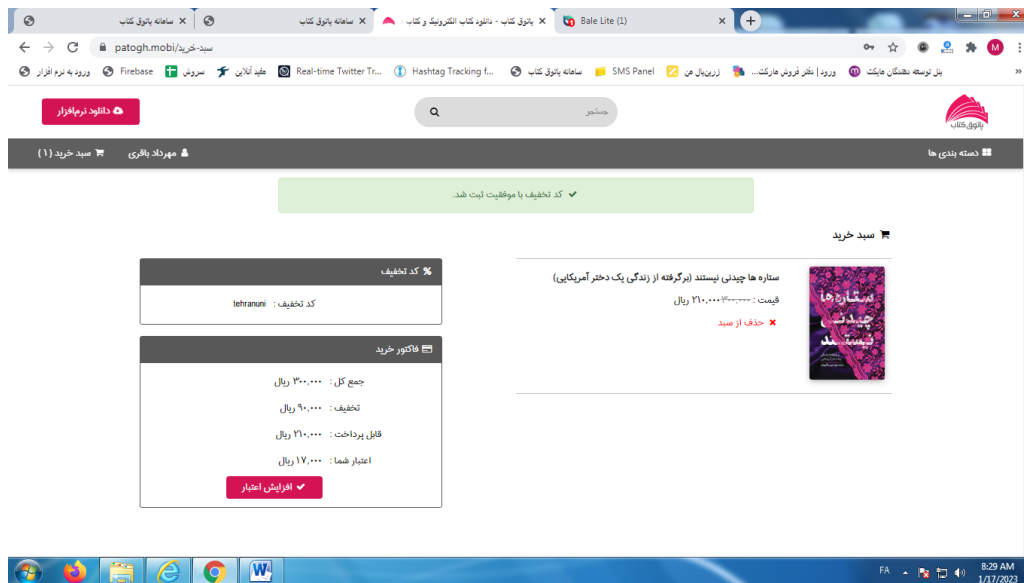 سامانه پاتوق کتاب
سامانه پاتوق کتاب
پاتوق کتاب - دانلود کتاب الکترونیک و کتاب
Bale Lite (1)
patogh.mobi/سبد-خرید
M
ورود به نرم افزار
Firebase
سروش
مفید آنلاین
Real-time Twitter Tr...
Hashtag Tracking f...
سامانه پاتوق کتاب
SMS Panel
زرین‌پال من
ورود | دفتر فروش مارکت...
پنل توسعه دهندگان مایکت
»
دانلود نرم‌افزار
جستجو
پاتوق کتاب
دسته بندی ها
مهرداد باقری
سبد خرید (۱)
کد تخفیف با موفقیت ثبت شد.
سبد خرید
ستاره ها چیدنی نیستند (برگرفته از زندگی یک دختر آمریکایی)
قیمت : ۳۰۰,۰۰۰ ۲۱۰,۰۰۰ ریال
حذف از سبد
ستاره‌ها
چیدنی
نیستند
% کد تخفیف
کد تخفیف : tehranuni
فاکتور خرید
جمع کل : ۳۰۰,۰۰۰ ریال
تخفیف : ۹۰,۰۰۰ ریال
قابل پرداخت : ۲۱۰,۰۰۰ ریال
اعتبار شما : ۱۷,۰۰۰ ریال
افزایش اعتبار
FA
8:29 AM
1/17/2021